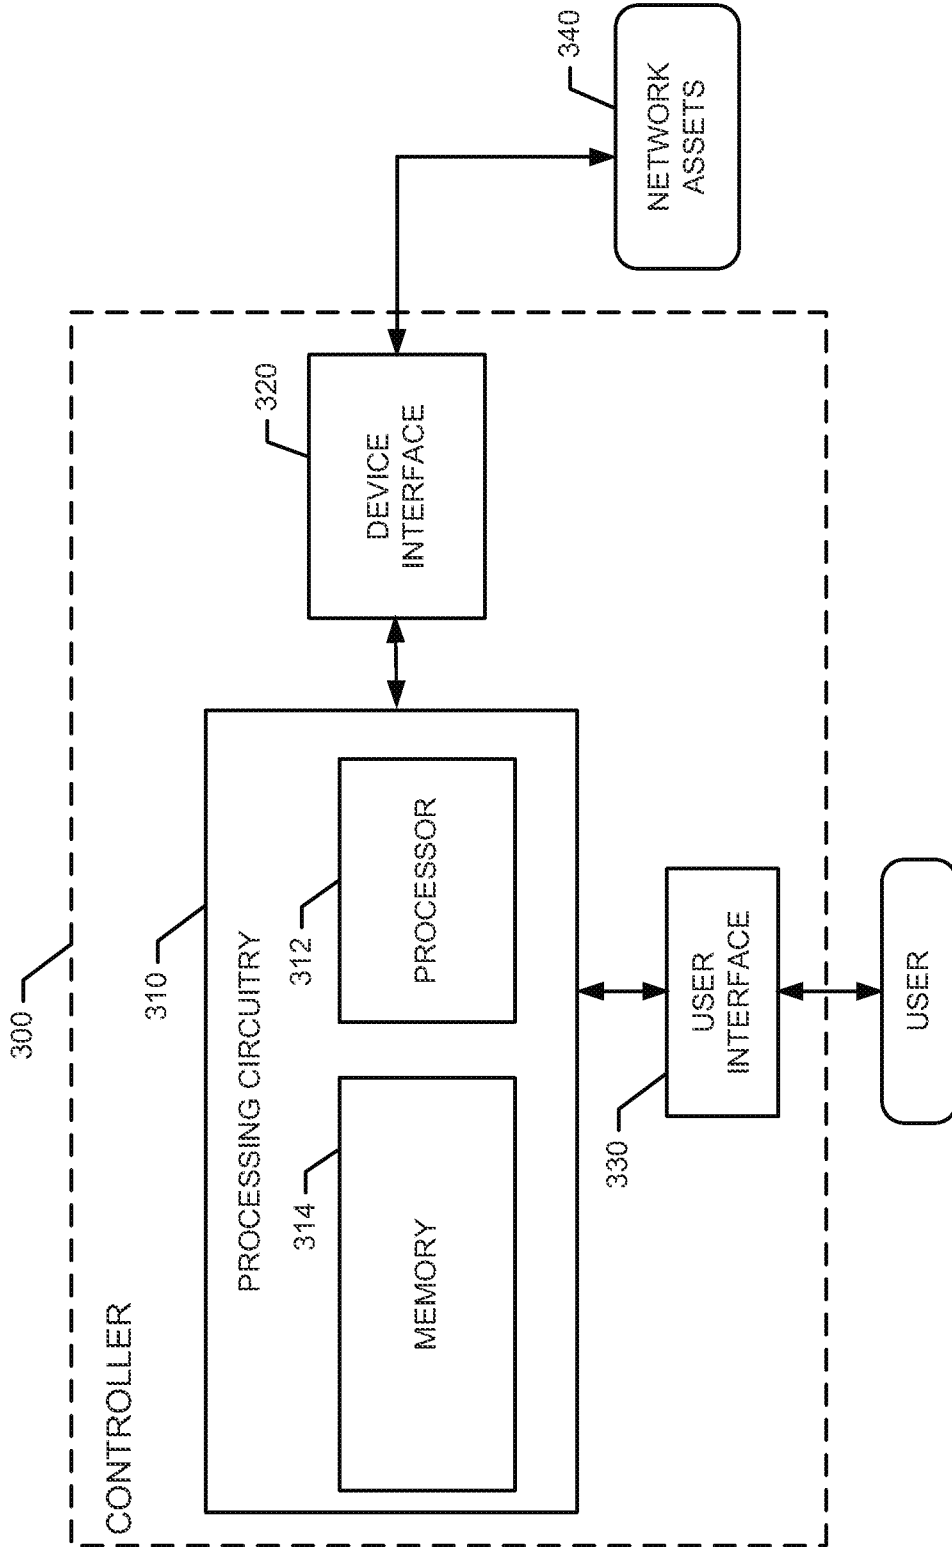 300
CONTROLLER
310
PROCESSING CIRCUITRY
314
MEMORY
312
PROCESSOR
320
DEVICE
INTERFACE
340
NETWORK
ASSETS
330
USER
INTERFACE
USER